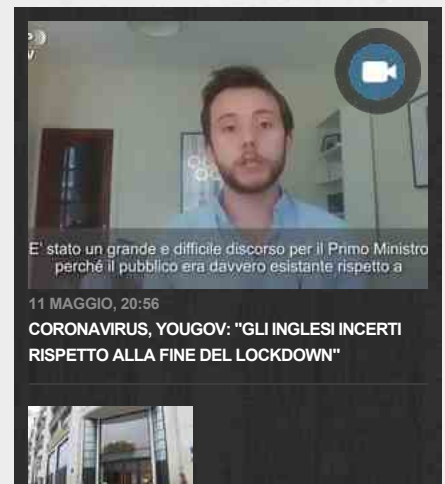 E' stato un grande e difficile discorso per il Primo Ministro
perché il pubblico era davvero esistante rispetto a
11 MAGGIO, 20:56
CORONAVIRUS, YOUGOV: "GLI INGLESI INCERTI
RISPETTO ALLA FINE DEL LOCKDOWN"